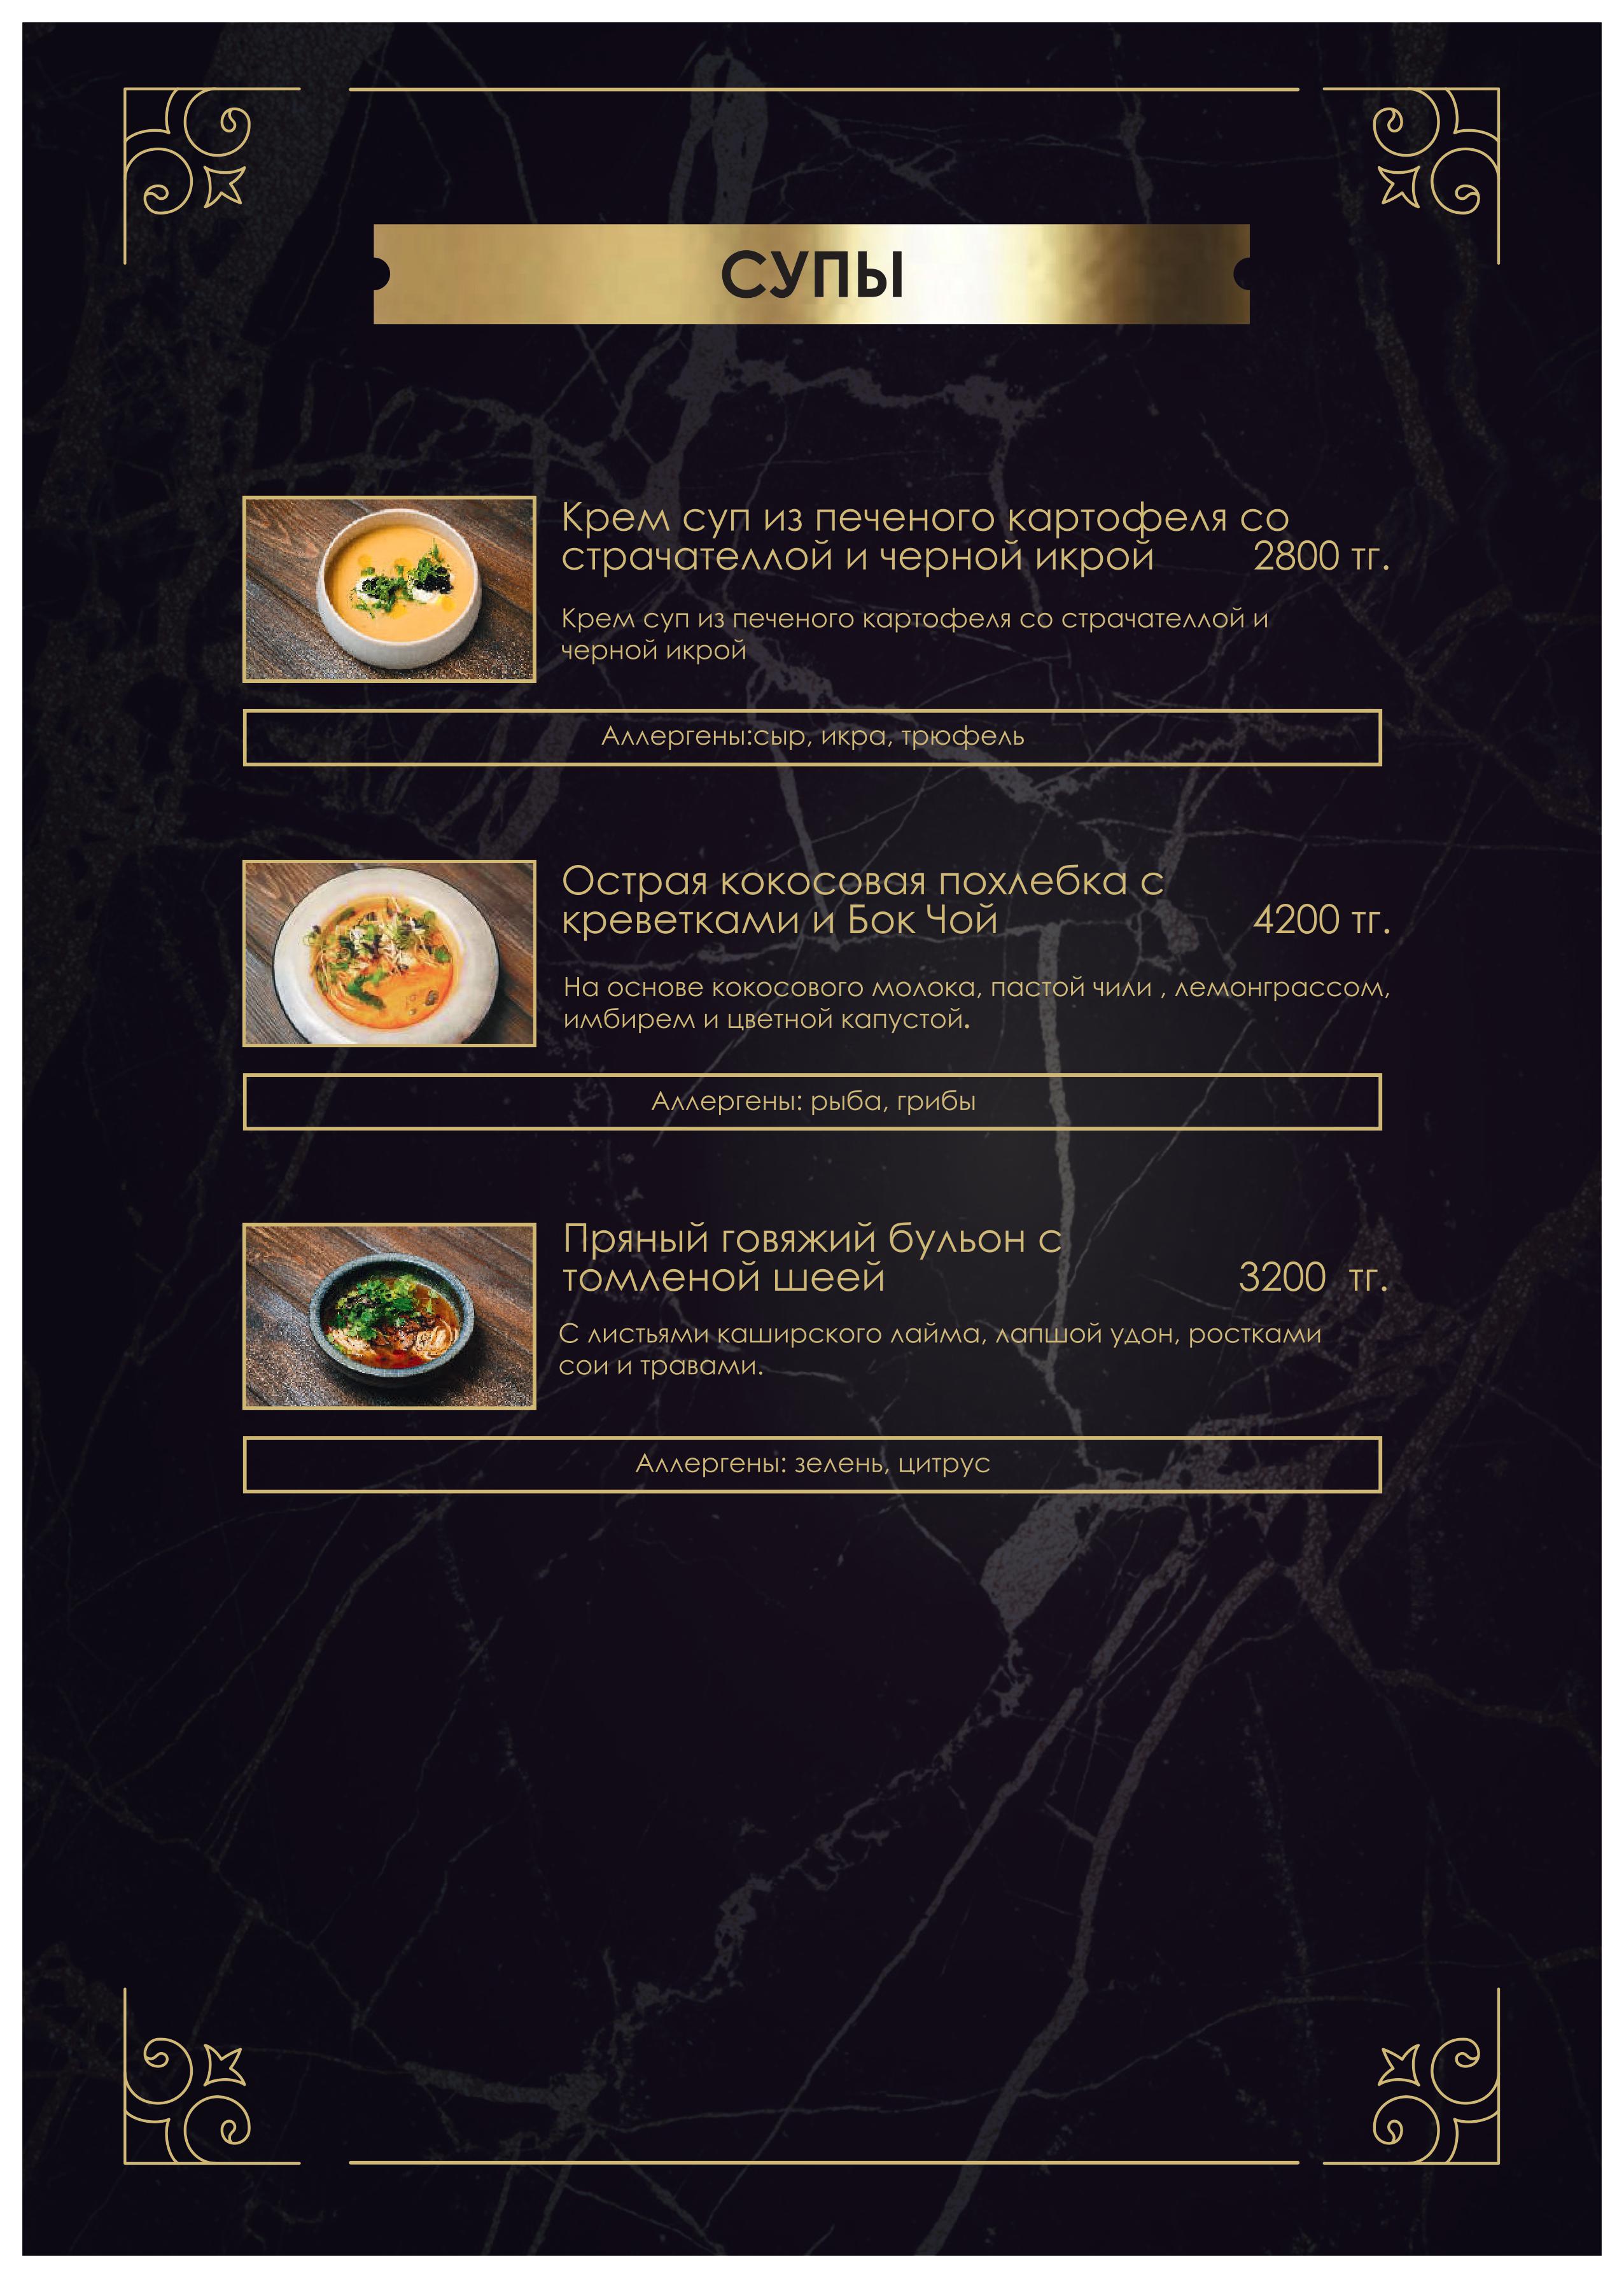 СУПЫ
Крем суп из печеного картофеля со
страчателлой и черной икрой 2800 тг.
Крем суп из печеного картофеля со страчателлой и
черной икрой
Аллергены:сыр, икра, трюфель
Острая кокосовая похлебка с
креветками и Бок Чой 4200 тг.
На основе кокосового молока, пастой чили , лемонграссом,
имбирем и цветной капустой.
Аллергены: рыба, грибы
Пряный говяжий бульон с
томленой шеей 3200 тг.
С листьями каширского лайма, лапшой удон, ростками
сои и травами.
Аллергены: зелень, цитрус